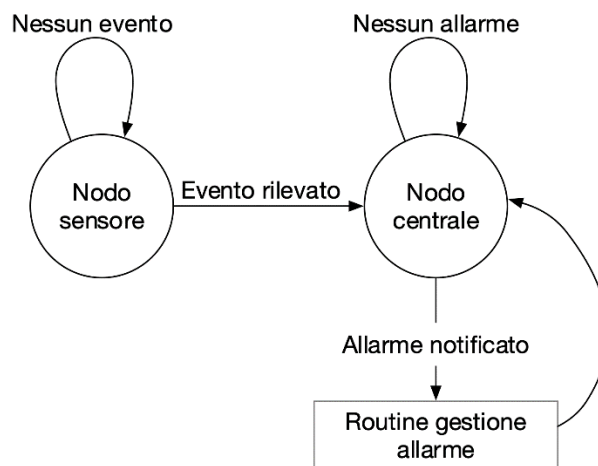 Nessun evento
Nessun allarme
Nodo
sensore
Evento rilevato
Nodo
centrale
Allarme notificato
Routine gestione
allarme